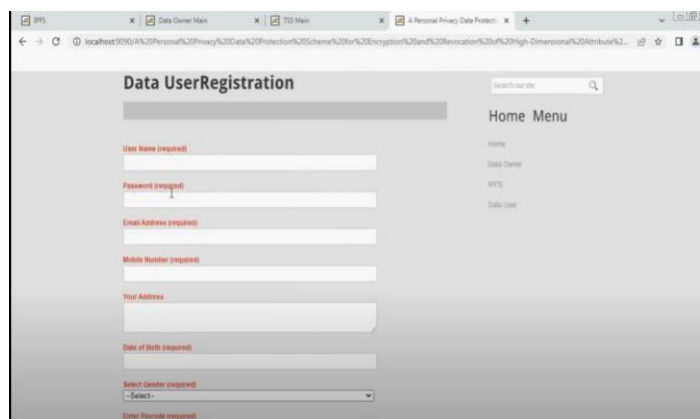 IPFS
Data Owner Main
TSS Main
A Personal Privacy Data Protecti
localhost:9090/A%20Personal%20Privacy%20Data%20Protection%20Scheme%20for%20Encryption%20and%20Revocation%20of%20High-Dimensional%20Attribute%2...
Data UserRegistration
Search our site
Home Menu
User Name (required)
Home
Data Owner
Password (required)
IPFS
Data User
Email Address (required)
Mobile Number (required)
Your Address
Date of Birth (required)
Select Gender (required)
--Select--
Enter Pincode (required)